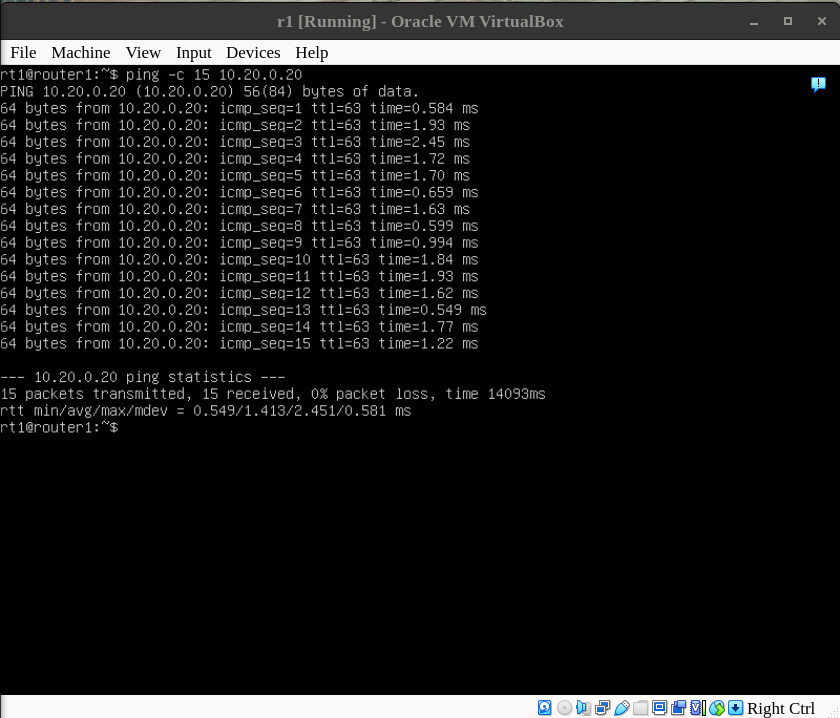 r1 [Running] - Oracle VM VirtualBox
File Machine View Input Devices Help
rt1@router1:~$ ping -c 15 10.20.0.20
PING 10.20.0.20 (10.20.0.20) 56(84) bytes of data.
64 bytes from 10.20.0.20: icmp_seq=1 ttl=63 time=0.584 ms
64 bytes from 10.20.0.20: icmp_seq=2 ttl=63 time=1.93 ms
64 bytes from 10.20.0.20: icmp_seq=3 ttl=63 time=2.45 ms
64 bytes from 10.20.0.20: icmp_seq=4 ttl=63 time=1.72 ms
64 bytes from 10.20.0.20: icmp_seq=5 ttl=63 time=1.70 ms
64 bytes from 10.20.0.20: icmp_seq=6 ttl=63 time=0.659 ms
64 bytes from 10.20.0.20: icmp_seq=7 ttl=63 time=1.63 ms
64 bytes from 10.20.0.20: icmp_seq=8 ttl=63 time=0.599 ms
64 bytes from 10.20.0.20: icmp_seq=9 ttl=63 time=0.994 ms
64 bytes from 10.20.0.20: icmp_seq=10 ttl=63 time=1.84 ms
64 bytes from 10.20.0.20: icmp_seq=11 ttl=63 time=1.93 ms
64 bytes from 10.20.0.20: icmp_seq=12 ttl=63 time=1.62 ms
64 bytes from 10.20.0.20: icmp_seq=13 ttl=63 time=0.549 ms
64 bytes from 10.20.0.20: icmp_seq=14 ttl=63 time=1.77 ms
64 bytes from 10.20.0.20: icmp_seq=15 ttl=63 time=1.22 ms
--- 10.20.0.20 ping statistics ---
15 packets transmitted, 15 received, 0% packet loss, time 14093ms
rtt min/avg/max/mdev = 0.549/1.413/2.451/0.581 ms
rt1@router1:~$
Right Ctrl